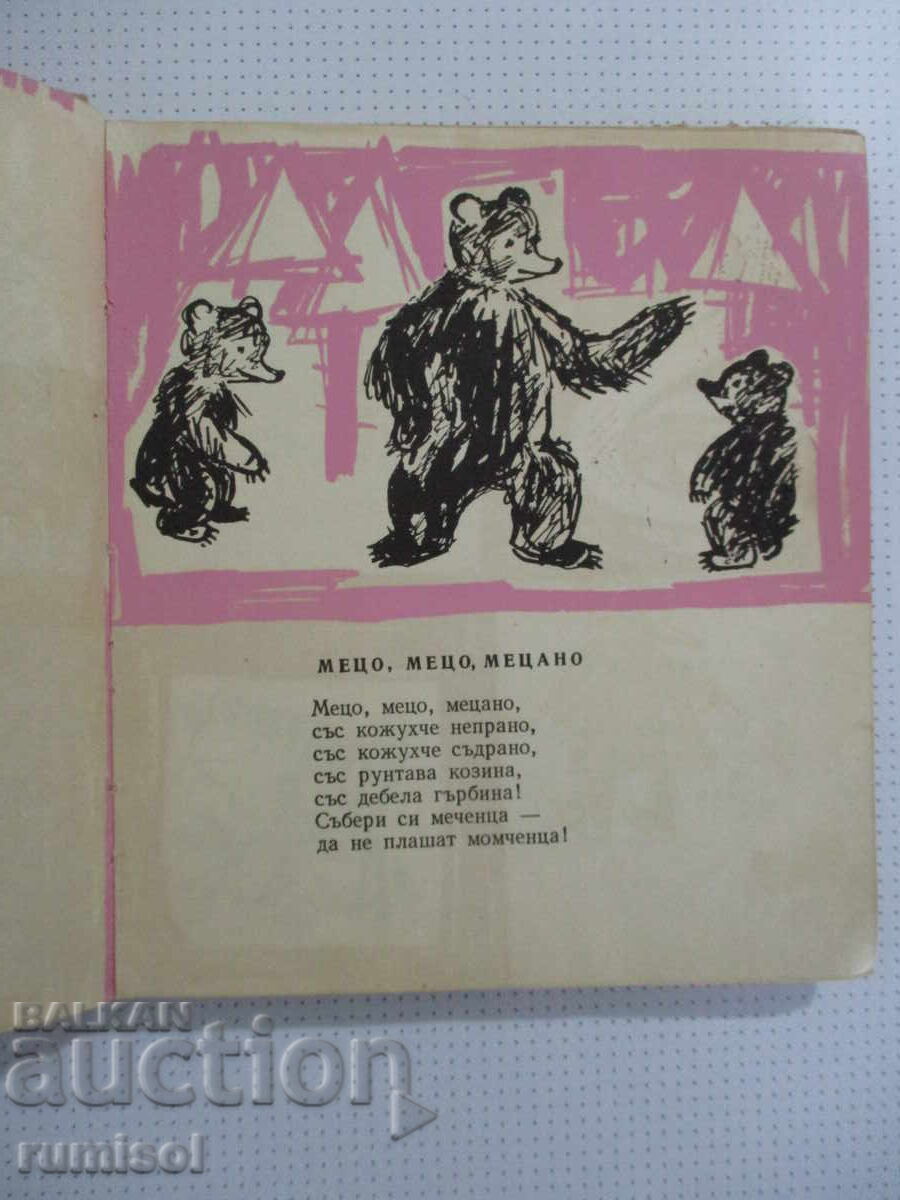 МЕЦО, МЕЦО, МЕЦАНО
Мецо, мецо, мецано,
със кожухче непрано,
със кожухче съдрано,
със рунтава козина,
със дебела гърбина!
Събери си меченца —
да не плашат момченца!
BALKAN
auction
rumisol